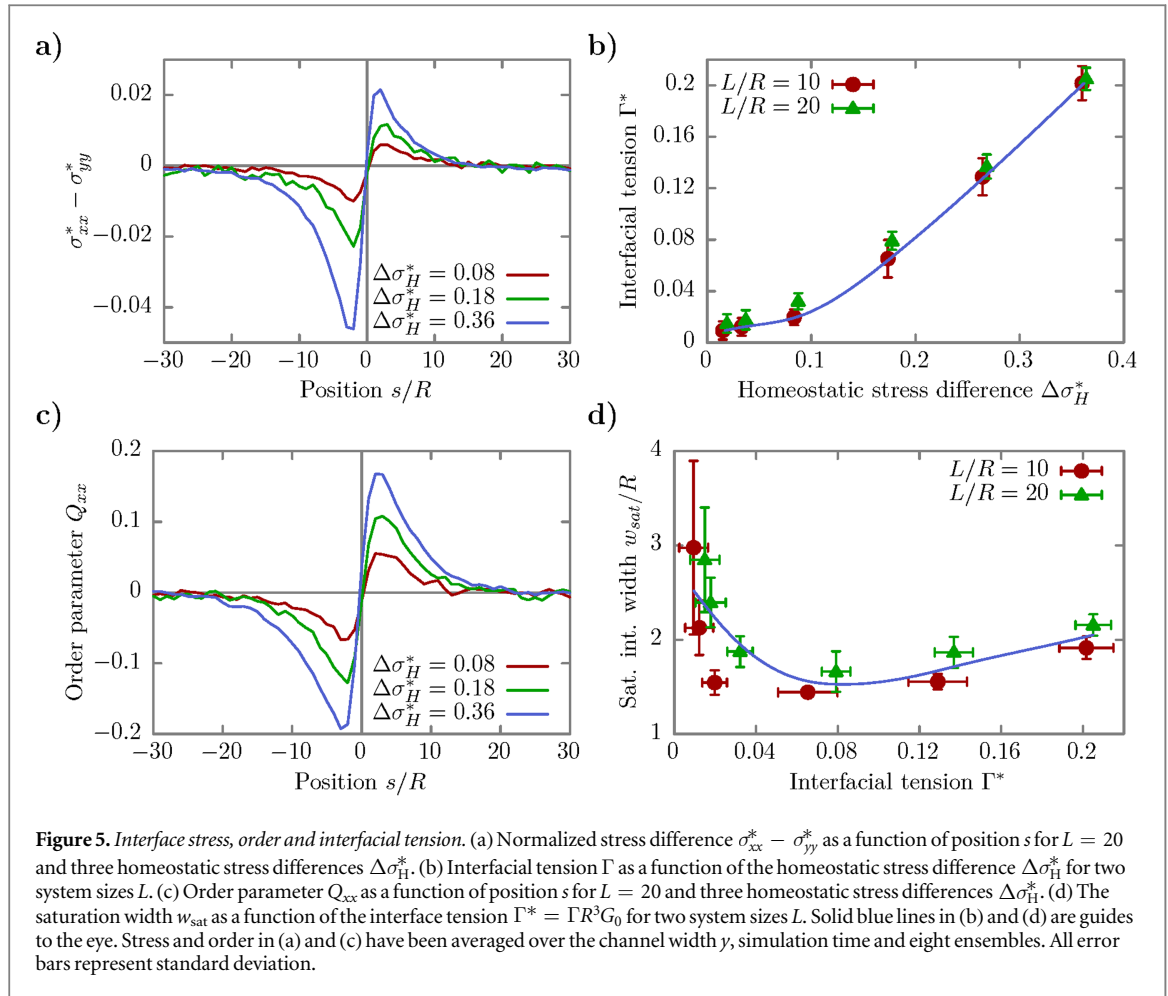 a)
0.02
0
−0.02
−0.04
σ*xx − σ*yy
Δσ*H = 0.08
Δσ*H = 0.18
Δσ*H = 0.36
−30 −20 −10 0 10 20 30
Position s/R
b)
L/R = 10
L/R = 20
0.2
0.16
0.12
0.08
0.04
0
Interfacial tension Γ*
0 0.1 0.2 0.3 0.4
Homeostatic stress difference Δσ*H
c)
0.2
0.1
0
−0.1
−0.2
Order parameter Qxx
Δσ*H = 0.08
Δσ*H = 0.18
Δσ*H = 0.36
−30 −20 −10 0 10 20 30
Position s/R
d)
L/R = 10
L/R = 20
4
3
2
1
Sat. int. width wsat/R
0 0.04 0.08 0.12 0.16 0.2
Interfacial tension Γ*
Figure 5. Interface stress, order and interfacial tension. (a) Normalized stress difference σ*xx − σ*yy as a function of position s for L = 20
and three homeostatic stress differences Δσ*H. (b) Interfacial tension Γ as a function of the homeostatic stress difference Δσ*H for two
system sizes L. (c) Order parameter Qxx as a function of position s for L = 20 and three homeostatic stress differences Δσ*H. (d) The
saturation width wsat as a function of the interface tension Γ* = ΓR³G0 for two system sizes L. Solid blue lines in (b) and (d) are guides
to the eye. Stress and order in (a) and (c) have been averaged over the channel width y, simulation time and eight ensembles. All error
bars represent standard deviation.